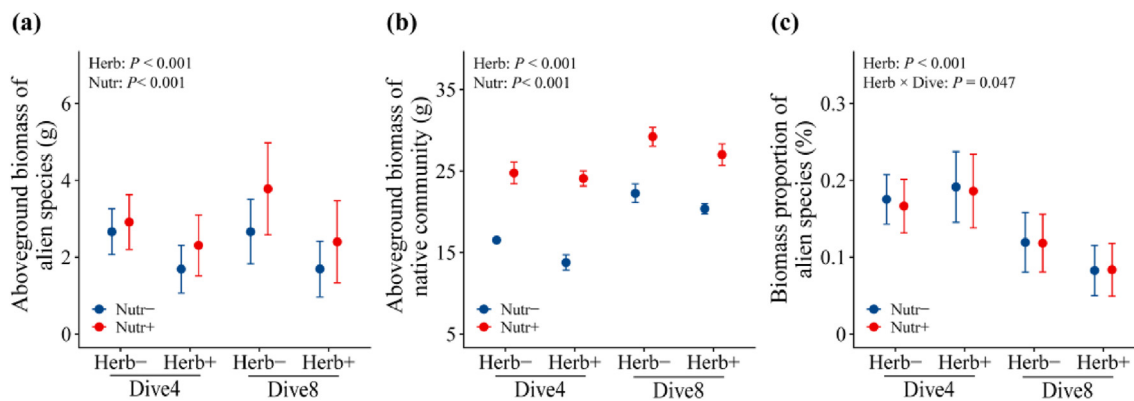 (a)
Herb: P < 0.001
Nutr: P< 0.001
Aboveground biomass of
alien species (g)
6
4
2
0
Nutr−
Nutr+
Herb− Herb+ Herb− Herb+
Dive4 Dive8
(b)
Herb: P < 0.001
Nutr: P< 0.001
Aboveground biomass of
native community (g)
35
25
15
5
Nutr−
Nutr+
Herb− Herb+ Herb− Herb+
Dive4 Dive8
(c)
Herb: P < 0.001
Herb × Dive: P = 0.047
Biomass proportion of
alien species (%)
0.3
0.2
0.1
0.0
Nutr−
Nutr+
Herb− Herb+ Herb− Herb+
Dive4 Dive8